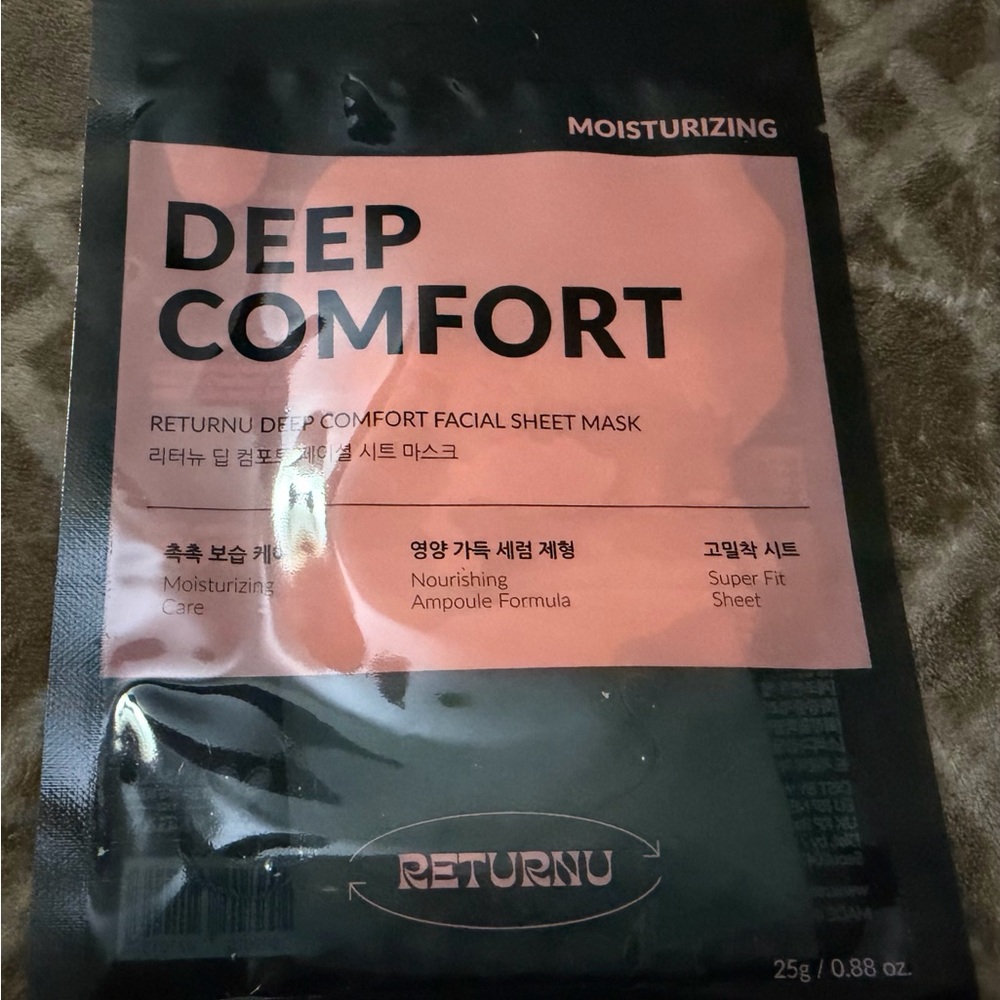 MOISTURIZING
DEEP
COMFORT
RETURNU DEEP COMFORT FACIAL SHEET MASK
리터뉴 딥 컴포트 페이셜 시트 마스크
촉촉 보습 케어
Moisturizing
Care
영양 가득 세럼 제형
Nourishing
Ampoule Formula
고밀착 시트
Super Fit
Sheet
RETURNU
25g / 0.88 oz.